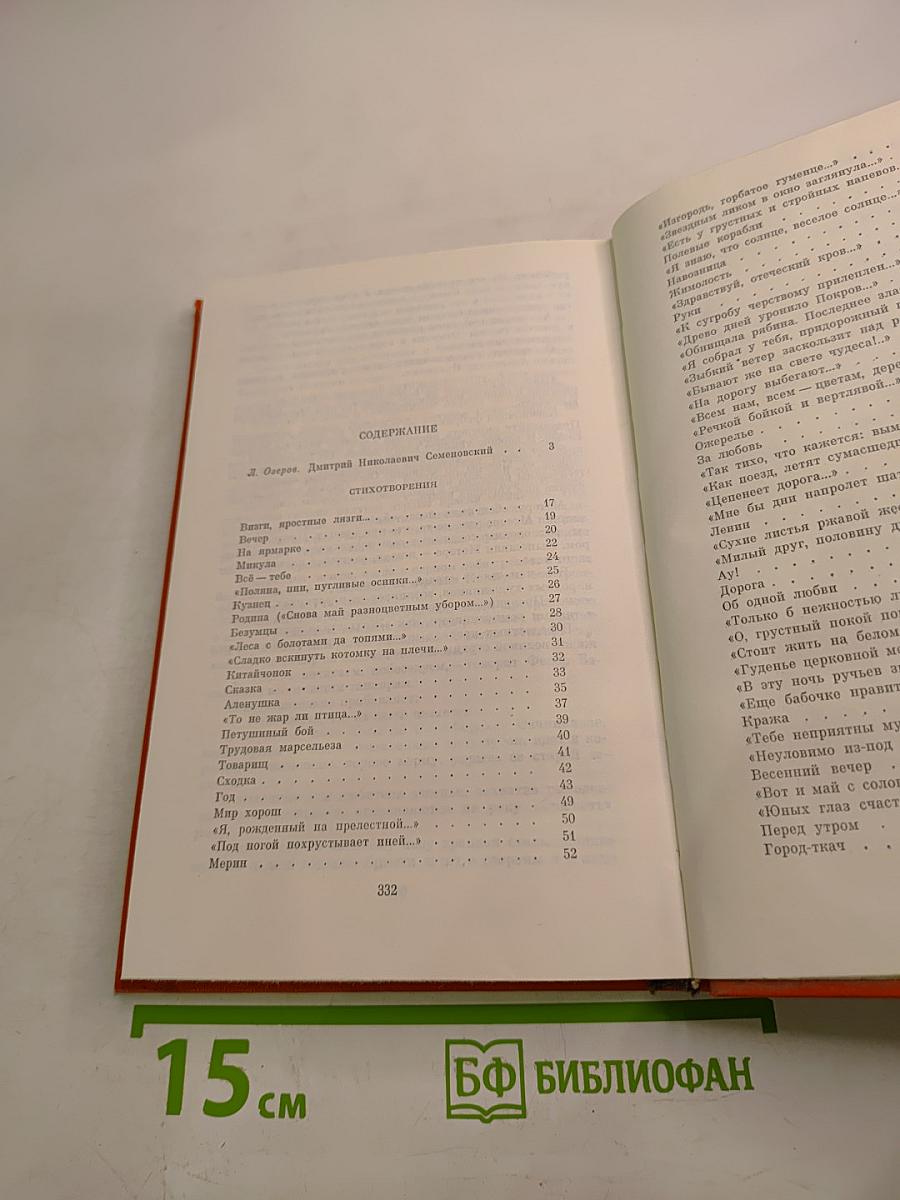 СОДЕРЖАНИЕ
Л. Озеров. Дмитрий Николаевич Семеновский . . 3
СТИХОТВОРЕНИЯ
Визги, яростные лязги... 17
Вечер 19
На ярмарке 20
Микула 22
Всё — тебе 24
«Поляна, пни, пугливые осинки...» 25
Кузнец 26
Родина («Снова май разноцветным убором...») 27
Безумцы 28
«Леса с болотами да топями...» 30
«Сладко вскинуть котомку на плечи...» 31
Китайчонок 32
Сказка 33
Аленушка 35
«То не жар ли птица...» 37
Петушиный бой 39
Трудовая марсельеза 40
Товарищ 41
Сходка 42
Год 43
Мир хорош 49
«Я, рожденный на прелестной...» 50
«Под ногой похрустывает иней...» 51
Мерин 52
332
«Изгородь, горбатое гуменце...»
«Звездным ликом в окно заглянула...»
«Есть у грустных и стройных напевов
Полевые корабли
«Я знаю, что солнце, веселое солнце...»
Навозница
Жимолость
«Здравствуй, отеческий кров...»
Руки
«К сугробу черствому прилеплен...»
«Древо дней уронило Покров...»
«Обнищала рябина. Последнее
«Я собрал у тебя, придорожный
«Зыбкий ветер заскользит над
«Бывают же на свете чудеса!..»
«На дорогу выбегают...»
«Всем нам, всем — цветам,
«Речкой бойкой и вертлявой...»
Ожерелье
За любовь
«Так тихо, что кажется:
«Как поезд, летят
«Цепенеет дорога...»
«Мне бы дни напролет
Ленин
«Сухие листья ржавой
«Милый друг, половину
Ау!
Дорога
Об одной любви
«Только б нежностью
«О, грустный покой
«Стоит жить на белом
«Гуденье церковной
«В эту ночь ручьев
«Еще бабочке
Кража
«Тебе неприятны
«Неуловимо из-под
Весенний вечер
«Вот и май с
«Юных глаз
Перед утром
Город-ткач
15 см
БФ БИБЛИОФАН